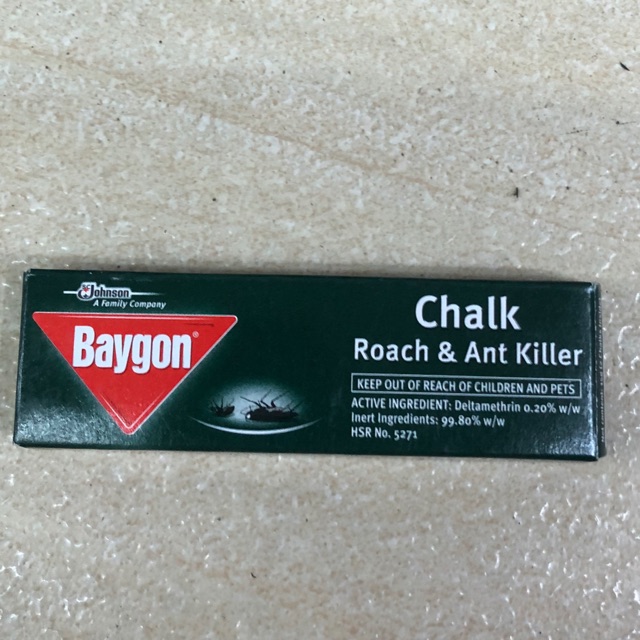 Johnson
A Family Company
Baygon®
Chalk
Roach & Ant Killer
KEEP OUT OF REACH OF CHILDREN AND PETS
ACTIVE INGREDIENT: Deltamethrin 0.20% w/w
Inert Ingredients: 99.80% w/w
HSR No. 5271